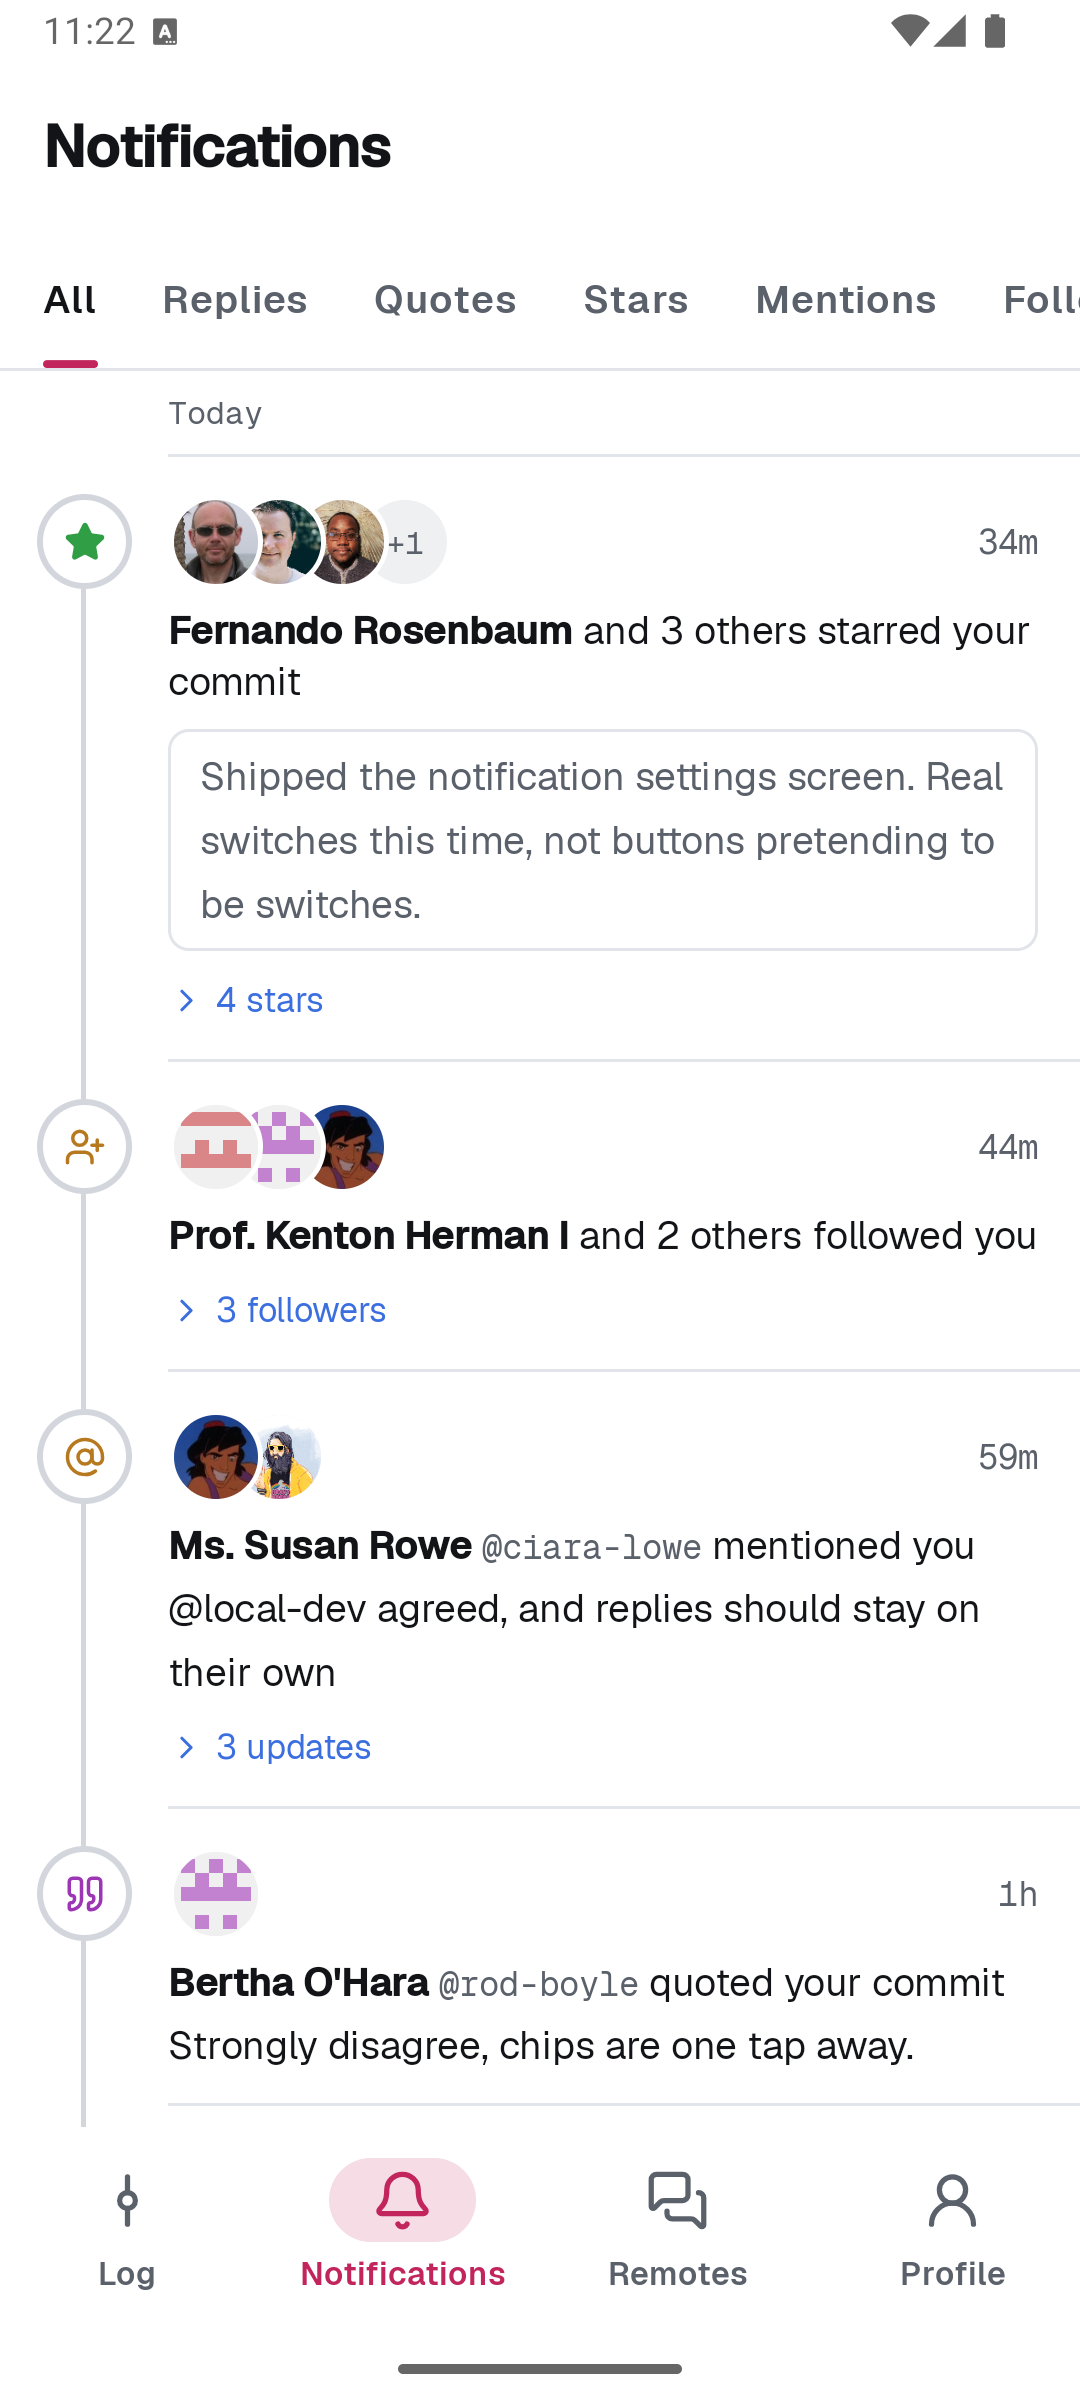 11:22
Notifications
All Replies Quotes Stars Mentions Foll
Today
+1 34m
Fernando Rosenbaum and 3 others starred your
commit
Shipped the notification settings screen. Real
switches this time, not buttons pretending to
be switches.
4 stars
44m
Prof. Kenton Herman I and 2 others followed you
3 followers
59m
Ms. Susan Rowe @ciara-lowe mentioned you
@local-dev agreed, and replies should stay on
their own
3 updates
1h
Bertha O'Hara @rod-boyle quoted your commit
Strongly disagree, chips are one tap away.
Log Notifications Remotes Profile